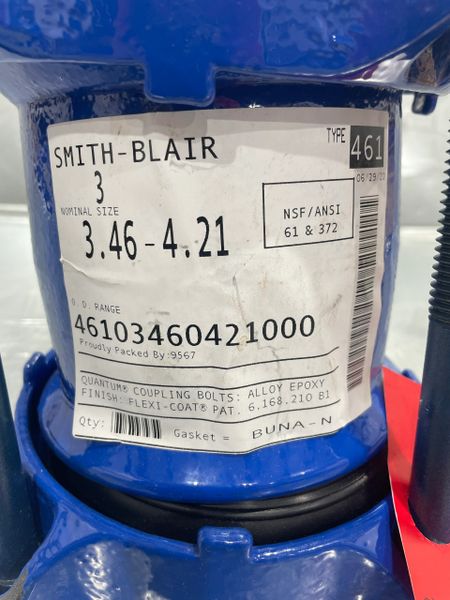 SMITH-BLAIR
TYPE 461
3
NOMINAL SIZE
3.46 - 4.21
NSF/ANSI
61 & 372
O. D. RANGE
46103460421000
Proudly Packed By:9567
QUANTUM® COUPLING BOLTS: ALLOY EPOXY
FINISH: FLEXI-COAT® PAT. 6.168.210 B1
Qty: Gasket = BUNA-N